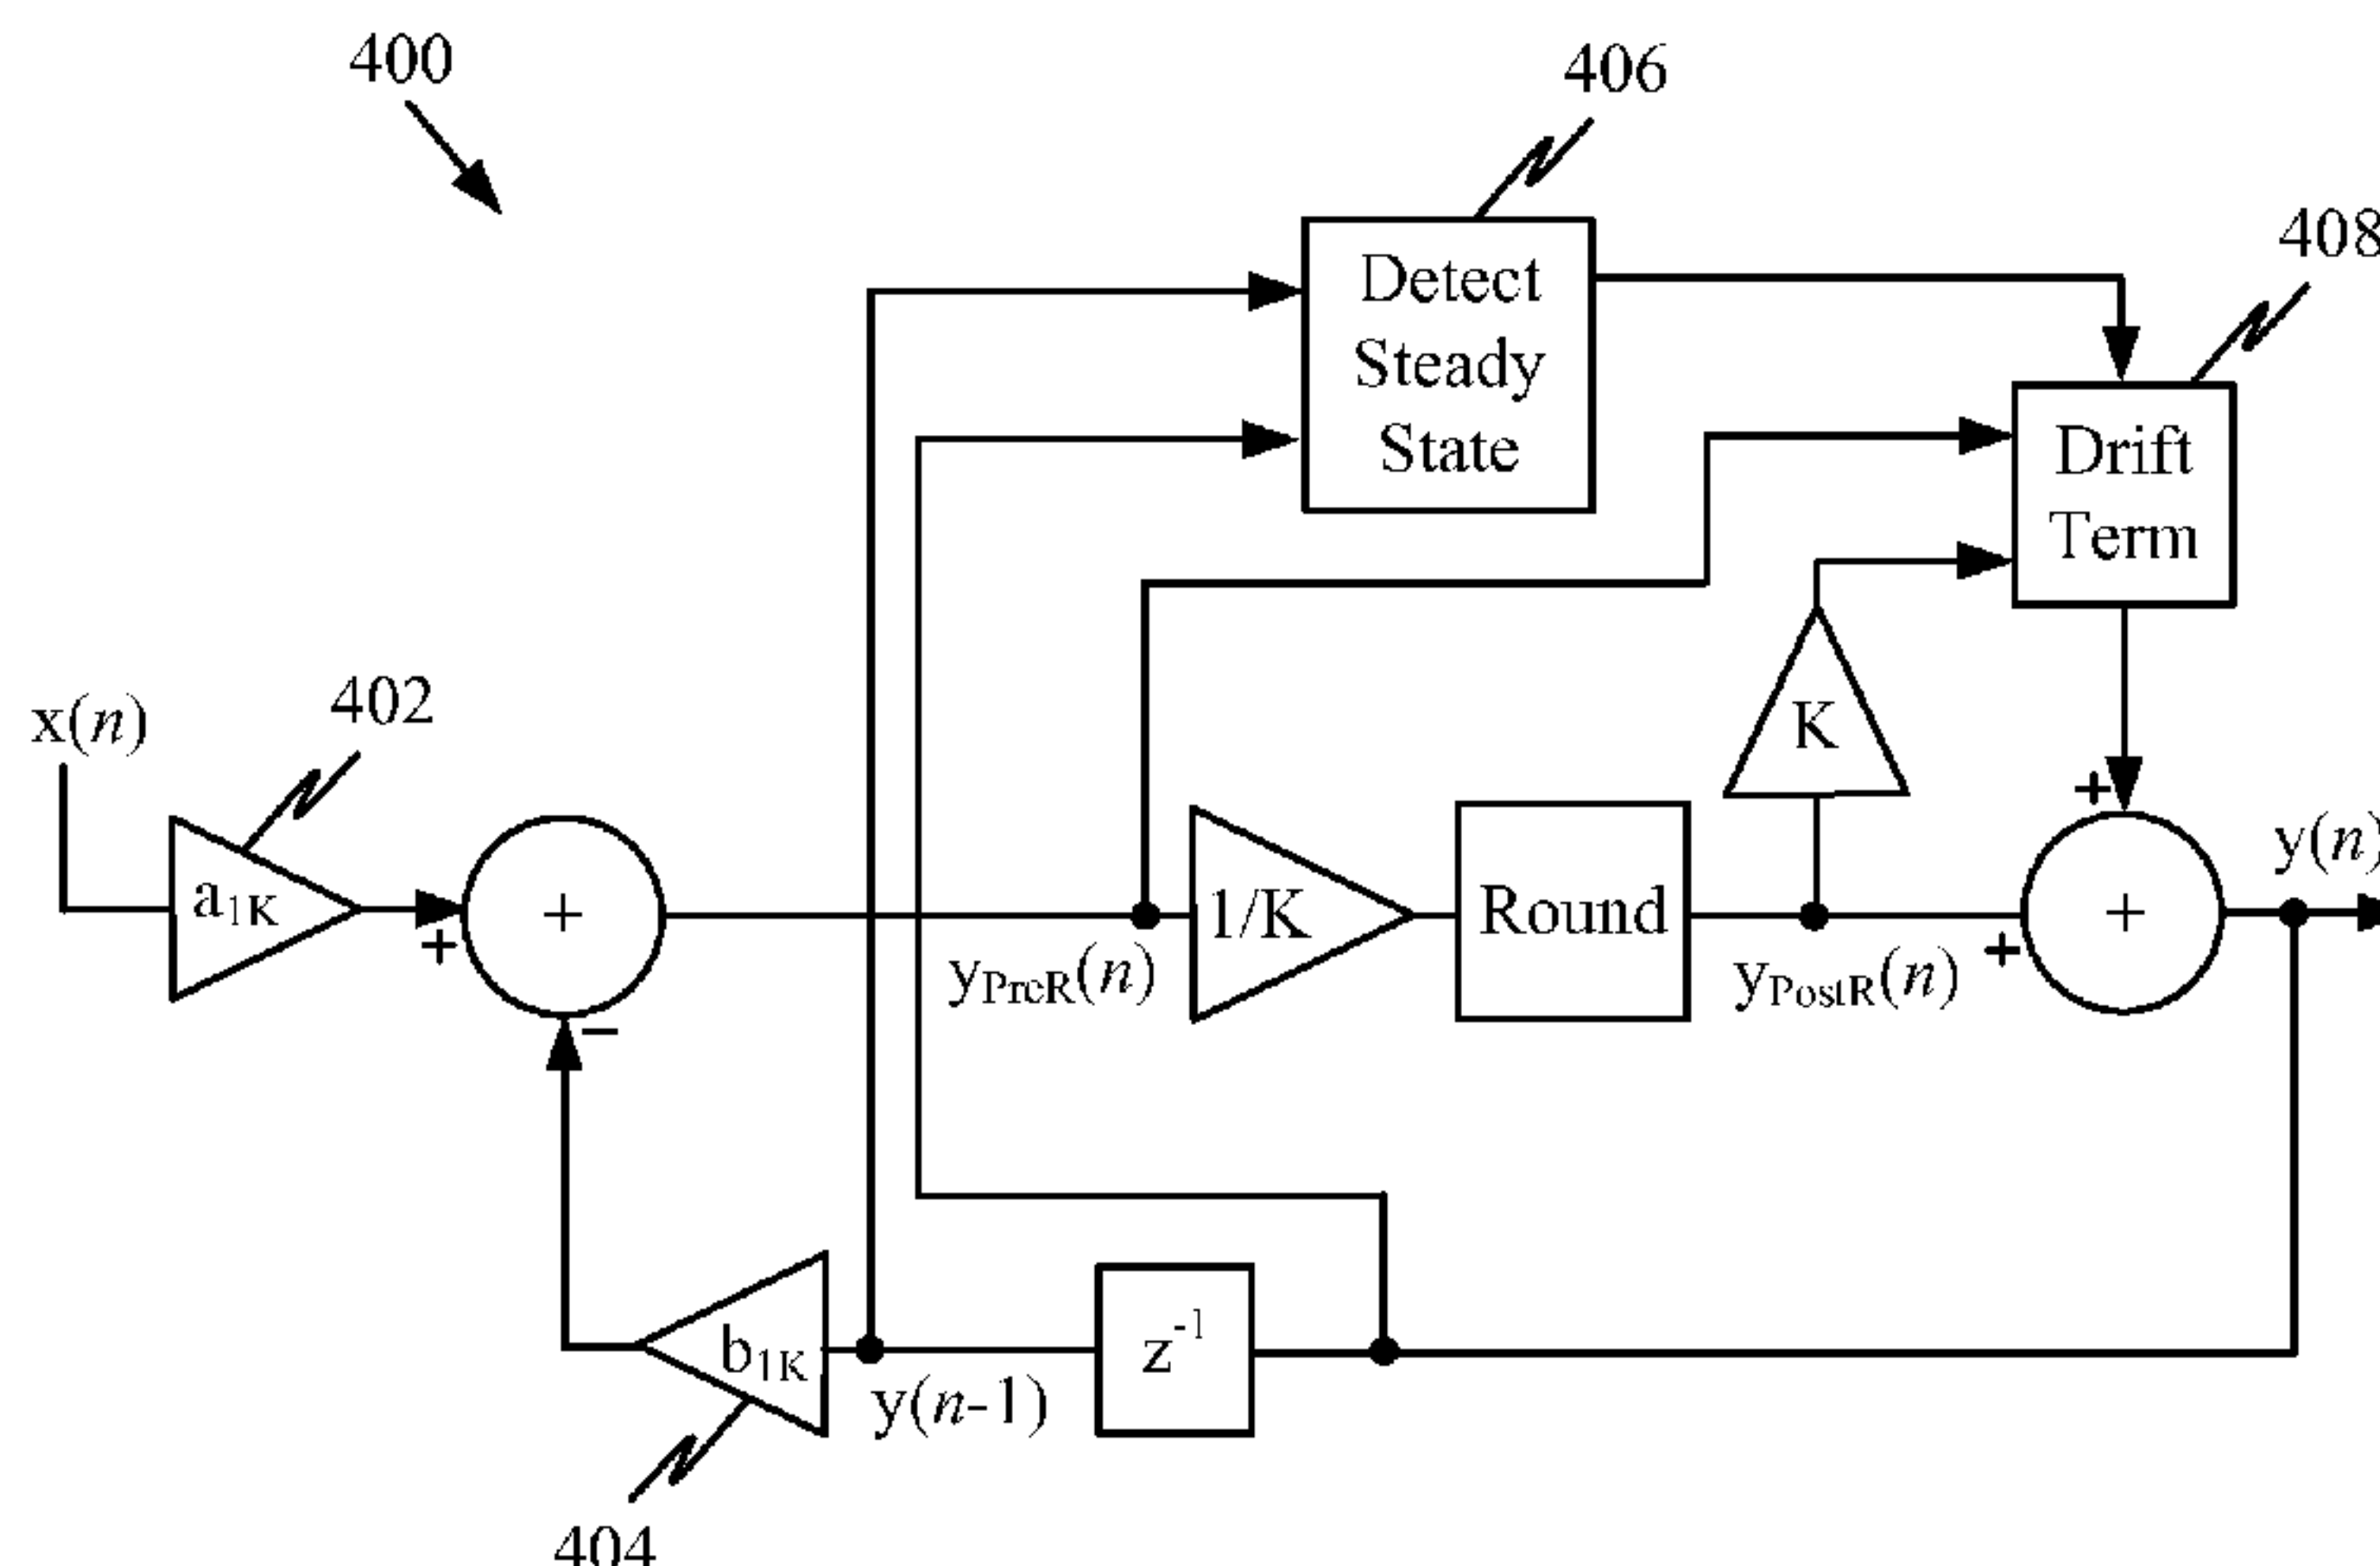 400
406
408
Detect
Steady
State
Drift
Term
x(n)
402
K
a1K
+
+
1/K
Round
+
+
+
y(n)
yPreR(n)
yPostR(n)
−
b1K
z-1
y(n-1)
404